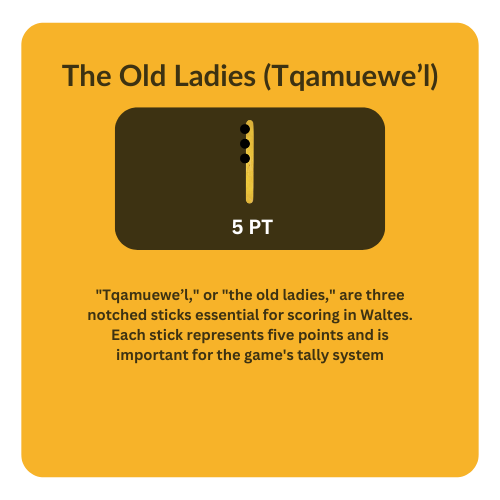 The Old Ladies (Tqamuewe’l)
5 PT
"Tqamuewe’l," or "the old ladies," are three
notched sticks essential for scoring in Waltes.
Each stick represents five points and is
important for the game's tally system